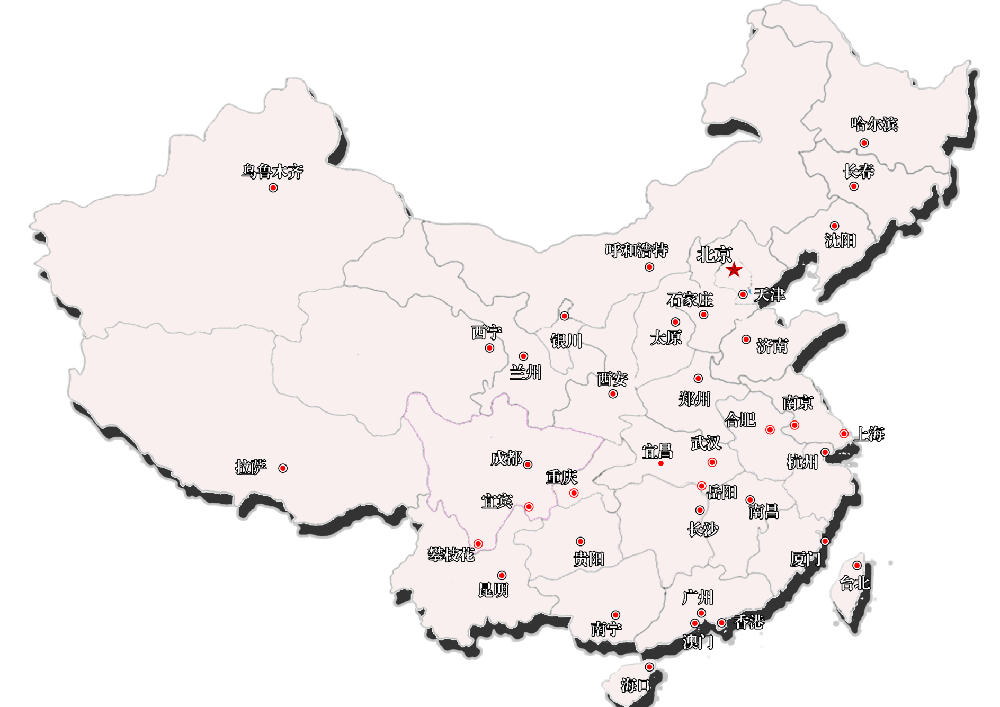 哈尔滨
乌鲁木齐
长春
沈阳
呼和浩特
北京
天津
石家庄
西宁
银川
太原
济南
兰州
西安
郑州
南京
合肥
上海
武汉
宜昌
成都
杭州
拉萨
重庆
岳阳
宜宾
南昌
长沙
攀枝花
贵阳
厦门
台北
昆明
广州
香港
南宁
澳门
海口